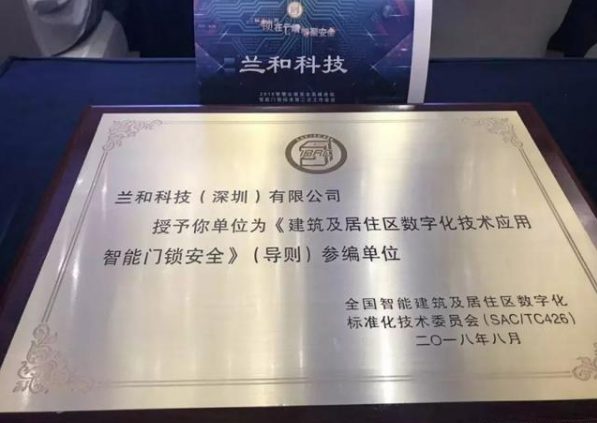 兰和科技
兰和科技(深圳)有限公司
授予你单位为《建筑及居住区数字化技术应用
智能门锁安全》(导则)参编单位
全国智能建筑及居住区数字化
标准化技术委员会(SAC/TC426)
二〇一八年八月